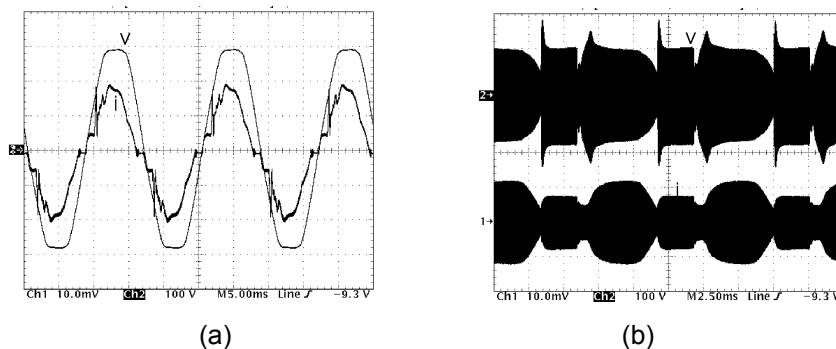 V
i
2→
Ch1 10.0mV Ch2 100 V M5.00ms Line ƒ −9.3 V
(a)
V
2→
i
1→
Ch1 10.0mV Ch2 100 V M2.50ms Line ƒ −9.3 V
(b)